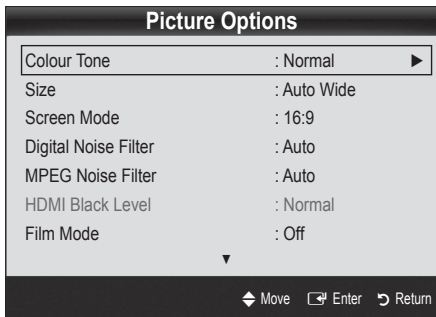 Picture Options
Colour Tone : Normal ►
Size : Auto Wide
Screen Mode : 16:9
Digital Noise Filter : Auto
MPEG Noise Filter : Auto
HDMI Black Level : Normal
Film Mode : Off
▼
Move Enter Return